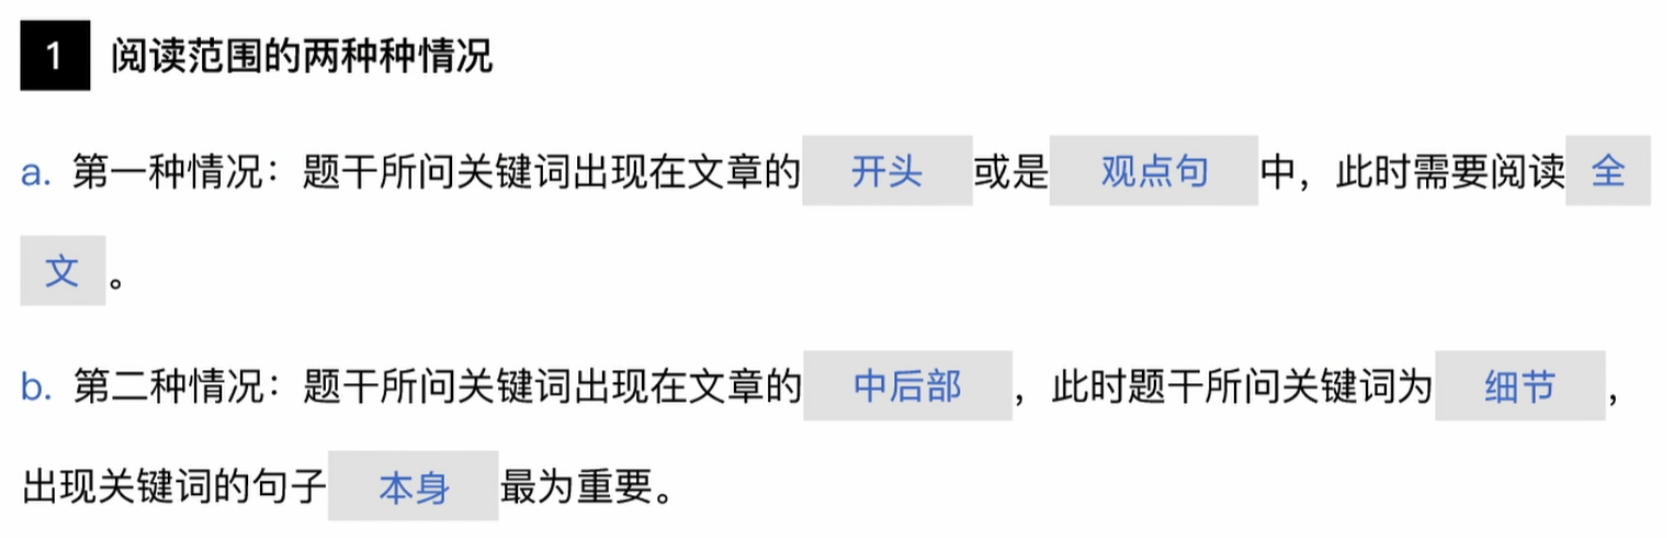 1 阅读范围的两种种情况
a. 第一种情况：题干所问关键词出现在文章的 开头 或是 观点句 中，此时需要阅读 全
文 。
b. 第二种情况：题干所问关键词出现在文章的 中后部 ，此时题干所问关键词为 细节 ，
出现关键词的句子 本身 最为重要。